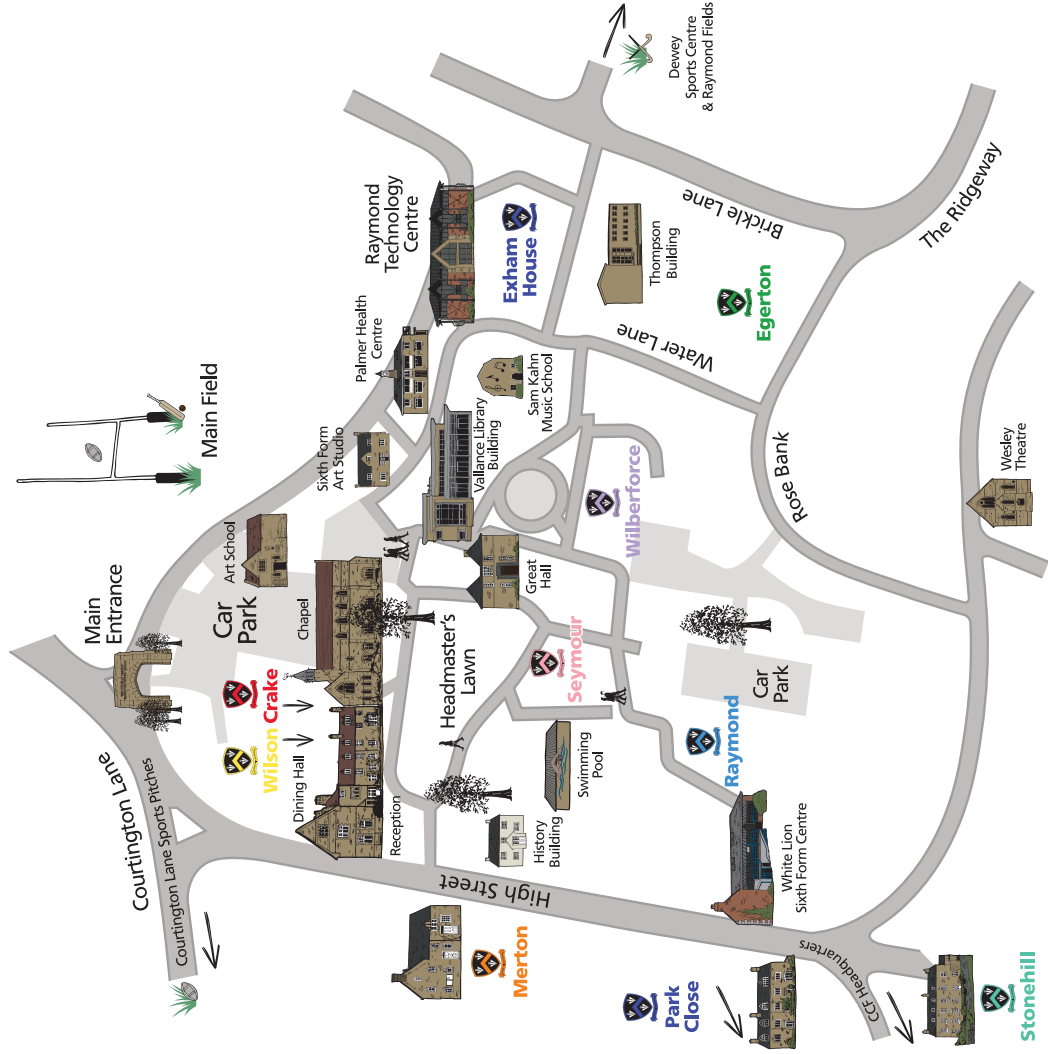 Dewey
Sports Centre
& Raymond Fields
The Ridgeway
Brickle Lane
Raymond
Technology
Centre
Exham
House
Thompson
Building
Egerton
Water Lane
Palmer Health
Centre
Sam Kahn
Music School
Main Field
Sixth Form
Art Studio
Vallance Library
Building
Wilberforce
Rose Bank
Wesley
Theatre
Art School
Main
Entrance
Car
Park
Chapel
Great
Hall
Headmaster's
Lawn
Seymour
Car
Park
Crake
Wilson
Dining Hall
Reception
Swimming
Pool
Raymond
History
Building
White Lion
Sixth Form Centre
Courtington Lane
Courtington Lane Sports Pitches
High Street
Merton
Park
Close
CCF Headquarters
Stonehill